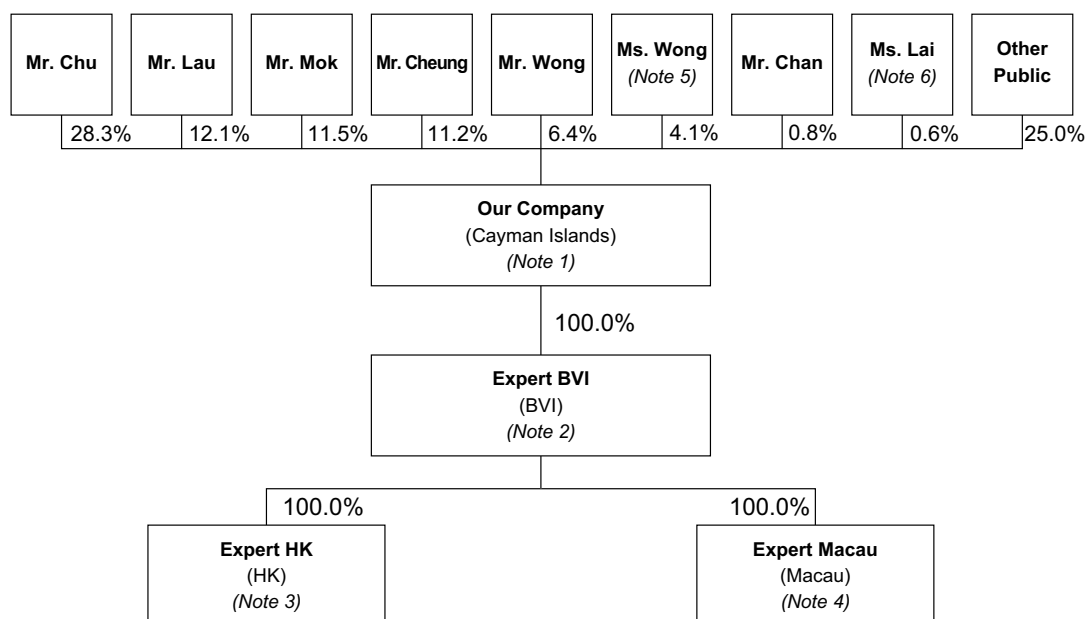 Mr. Chu
Mr. Lau
Mr. Mok
Mr. Cheung
Mr. Wong
Ms. Wong
(Note 5)
Mr. Chan
Ms. Lai
(Note 6)
Other
Public
28.3%
12.1%
11.5%
11.2%
6.4%
4.1%
0.8%
0.6%
25.0%
Our Company
(Cayman Islands)
(Note 1)
100.0%
Expert BVI
(BVI)
(Note 2)
100.0%
100.0%
Expert HK
(HK)
(Note 3)
Expert Macau
(Macau)
(Note 4)